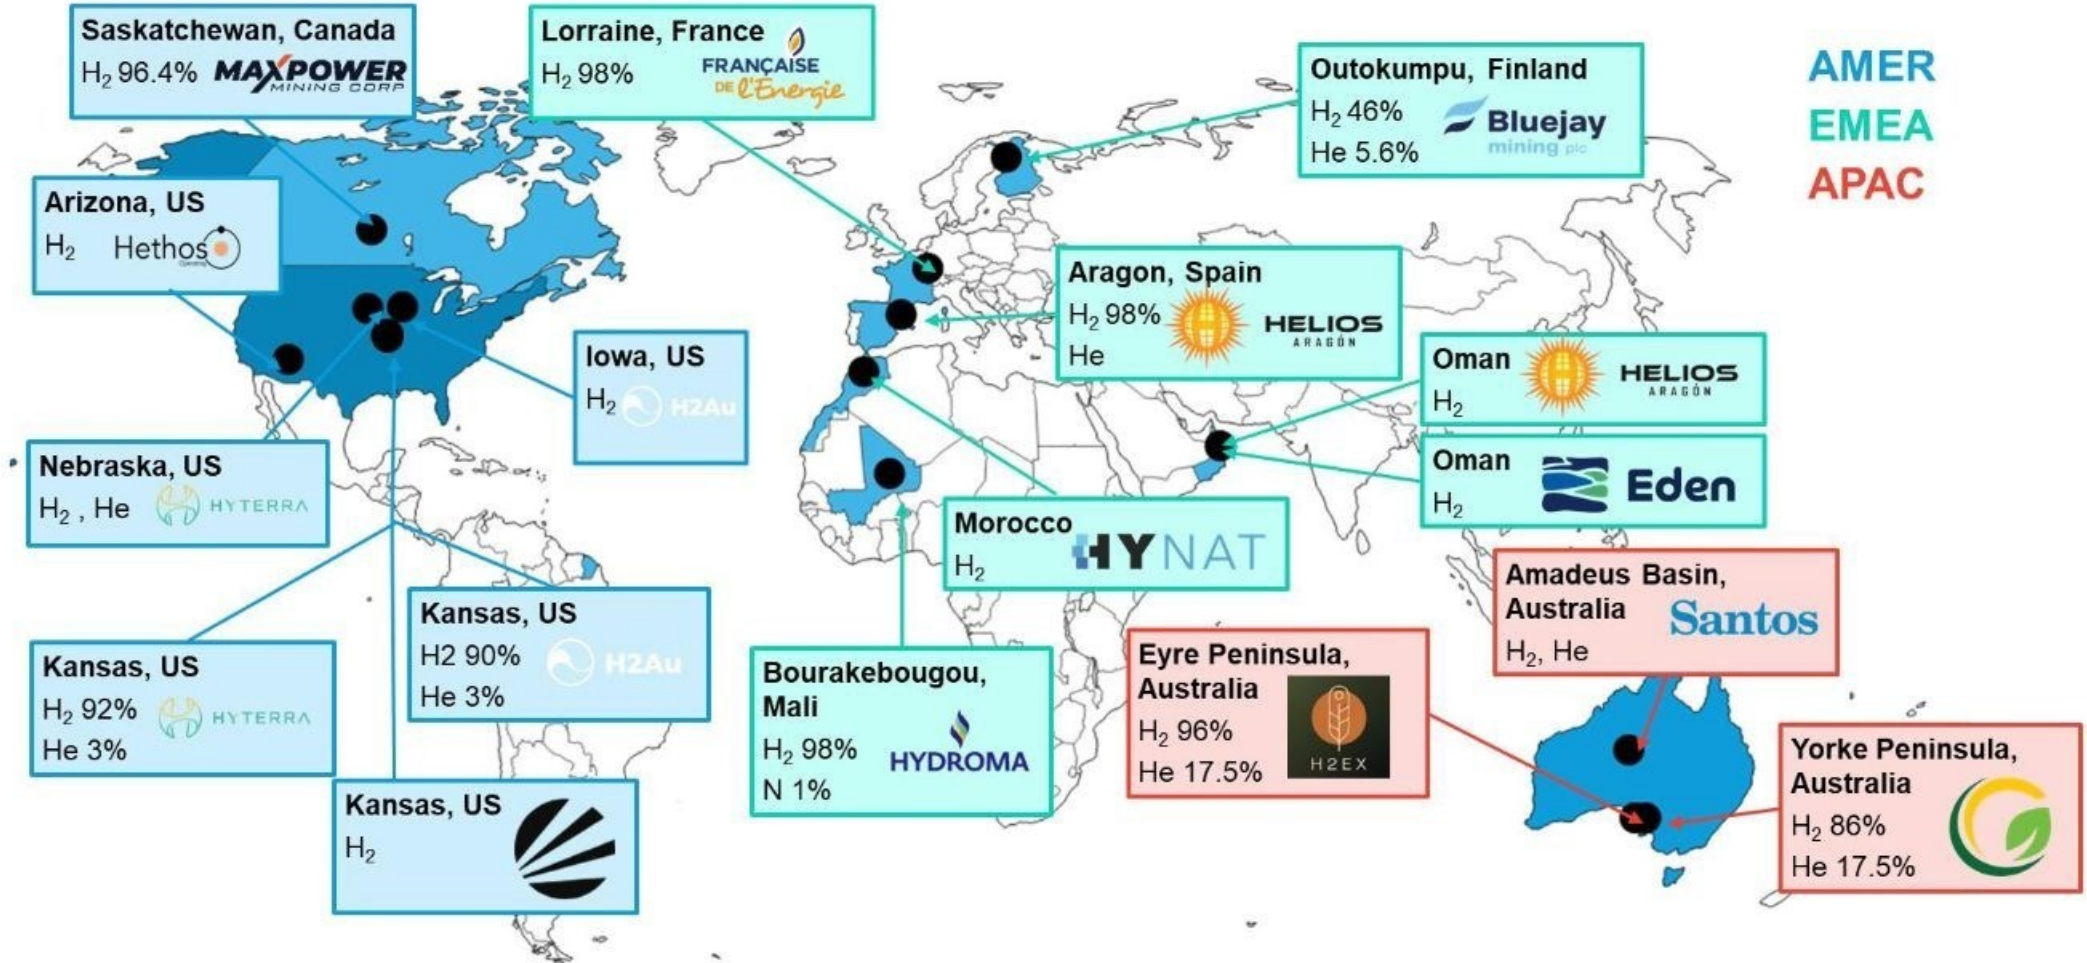 Saskatchewan, Canada
H₂ 96.4%
MAXPOWER
MINING CORP
Lorraine, France
H₂ 98%
FRANÇAISE
DE l'Énergie
Outokumpu, Finland
H₂ 46%
He 5.6%
Bluejay
mining plc
AMER
EMEA
APAC
Arizona, US
H₂
Hethos
Operating
Aragon, Spain
H₂ 98%
He
HELIOS
ARAGÓN
Iowa, US
H₂
H2Au
Oman
H₂
HELIOS
ARAGÓN
Oman
H₂
Eden
Nebraska, US
H₂ , He
HYTERRA
Morocco
H₂
HYNAT
Amadeus Basin,
Australia
H₂, He
Santos
Kansas, US
H2 90%
He 3%
H2Au
Kansas, US
H₂ 92%
He 3%
HYTERRA
Bourakebougou,
Mali
H₂ 98%
N 1%
HYDROMA
Eyre Peninsula,
Australia
H₂ 96%
He 17.5%
H2EX
Yorke Peninsula,
Australia
H₂ 86%
He 17.5%
Kansas, US
H₂